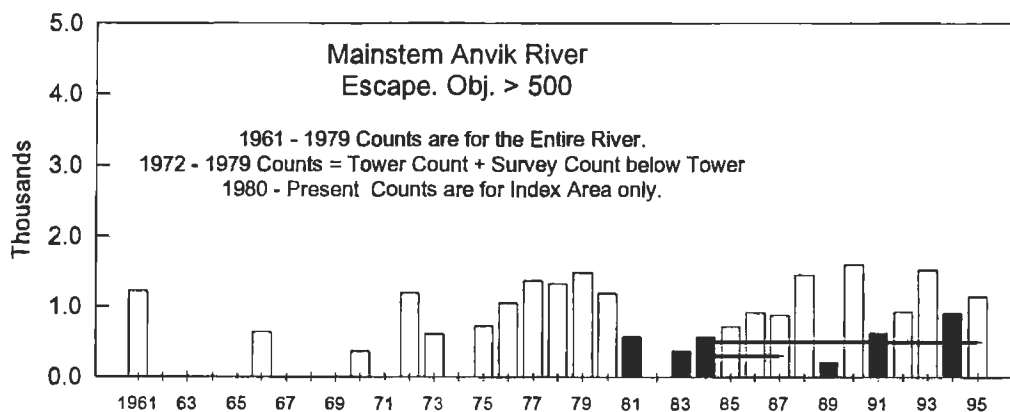 5.0
4.0
3.0
2.0
1.0
0.0
Thousands
Mainstem Anvik River
Escape. Obj. > 500
1961 - 1979 Counts are for the Entire River.
1972 - 1979 Counts = Tower Count + Survey Count below Tower
1980 - Present Counts are for Index Area only.
1961 63 65 67 69 71 73 75 77 79 81 83 85 87 89 91 93 95